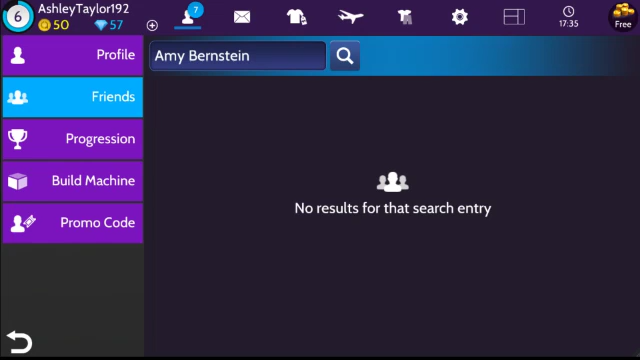 6
AshleyTaylor192
50
57
7
17:35
Free
Profile
Amy Bernstein
Friends
Progression
Build Machine
No results for that search entry
Promo Code